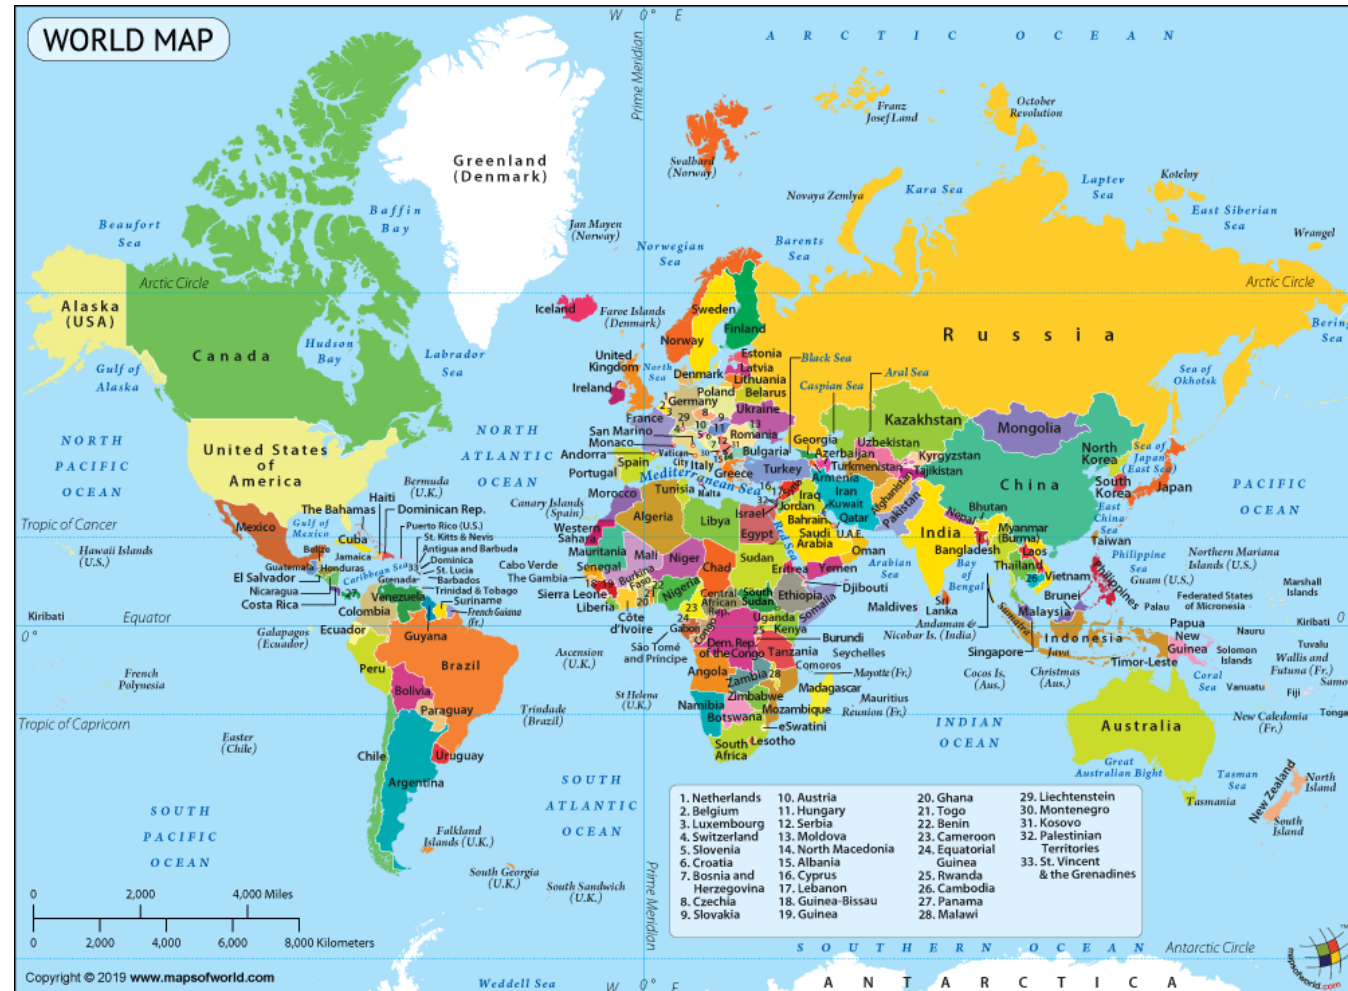 WORLD MAP
W 0° E
Prime Meridian
ARCTIC OCEAN
Franz
Josef Land
October
Revolution
Greenland
(Denmark)
Svalbard
(Norway)
Novaya Zemlya
Kara Sea
Laptev
Sea
Kotelny
East Siberian
Sea
Wrangel
Beaufort
Sea
Baffin
Bay
Jan Mayen
(Norway)
Norwegian
Sea
Barents
Sea
Arctic Circle
Arctic Circle
Alaska
(USA)
Iceland
Faroe Islands
(Denmark)
Sweden
Finland
Norway
Russia
Bering
Sea
Canada
Hudson
Bay
Labrador
Sea
Gulf of
Alaska
United
Kingdom
North
Sea
Ireland
Denmark
Estonia
Latvia
Lithuania
Belarus
Poland
Germany
Ukraine
Black Sea
Caspian Sea
Aral Sea
Sea of
Okhotsk
France
San Marino
Monaco
Andorra
Vatican
City
Italy
Romania
Bulgaria
Georgia
Azerbaijan
Armenia
Kazakhstan
Uzbekistan
Turkmenistan
Kyrgyzstan
Tajikistan
Mongolia
North
Korea
Sea of
Japan
(East Sea)
South
Korea
Japan
China
NORTH
PACIFIC
OCEAN
United States
of
America
NORTH
ATLANTIC
OCEAN
Portugal
Spain
Mediterranean Sea
Greece
Turkey
Malta
Tunisia
Morocco
Canary Islands
(Spain)
Bermuda
(U.K.)
PACIFIC
OCEAN
Iraq
Iran
Kuwait
Afghanistan
Pakistan
Israel
Jordan
Bahrain
Qatar
Saudi
Arabia
U.A.E.
Oman
Yemen
Red Sea
Arabian
Sea
Nepal
Bhutan
India
Bangladesh
Myanmar
(Burma)
Laos
Thailand
Vietnam
East
China
Sea
Taiwan
Philippine
Sea
Philippines
Northern Mariana
Islands (U.S.)
Guam (U.S.)
Tropic of Cancer
Hawaii Islands
(U.S.)
Mexico
Gulf of
Mexico
The Bahamas
Haiti
Dominican Rep.
Cuba
Jamaica
Belize
Honduras
Guatemala
El Salvador
Nicaragua
Costa Rica
Caribbean Sea
Puerto Rico (U.S.)
St. Kitts & Nevis
Antigua and Barbuda
Dominica
St. Lucia
Barbados
Grenada
Trinidad & Tobago
Suriname
French Guiana
(Fr.)
Venezuela
Colombia
Guyana
Ecuador
Western
Sahara
Algeria
Libya
Egypt
Mauritania
Mali
Niger
Chad
Sudan
Eritrea
Senegal
Cabo Verde
The Gambia
Burkina
Faso
Sierra Leone
Liberia
Côte
d'Ivoire
Nigeria
Central
African
Rep.
South
Sudan
Ethiopia
Djibouti
Somalia
Uganda
Kenya
Gabon
Congo
Dem. Rep.
of the Congo
Burundi
Tanzania
Seychelles
São Tomé
and Príncipe
Ascension
(U.K.)
Maldives
Sri
Lanka
Bay
of
Bengal
Andaman &
Nicobar Is. (India)
Brunei
Malaysia
Singapore
Sumatra
Indonesia
Java
Palau
Federated States
of Micronesia
Marshall
Islands
Kiribati
Kiribati
0°
Equator
0
Galapagos
(Ecuador)
Nauru
Papua
New
Guinea
Solomon
Islands
Tuvalu
Wallis and
Futuna (Fr.)
Samo
Timor-Leste
Coral
Sea
Vanuatu
Fiji
New Caledonia
(Fr.)
Tonga
French
Polynesia
Peru
Brazil
Bolivia
Paraguay
Chile
Uruguay
Argentina
Trindade
(Brazil)
St Helena
(U.K.)
Angola
Zambia
Comoros
Mayotte (Fr.)
Madagascar
Mauritius
Reunion (Fr.)
Namibia
Zimbabwe
Botswana
Mozambique
eSwatini
South
Africa
Lesotho
Cocos Is.
(Aus.)
Christmas
(Aus.)
Tropic of Capricorn
Easter
(Chile)
INDIAN
OCEAN
Australia
Great
Australian Bight
Tasman
Sea
Tasmania
New Zealand
North
Island
South
Island
SOUTH
PACIFIC
OCEAN
SOUTH
ATLANTIC
OCEAN
Falkland
Islands (U.K.)
South Georgia
(U.K.)
South Sandwich
(U.K.)
Prime Meridian
1. Netherlands
2. Belgium
3. Luxembourg
4. Switzerland
5. Slovenia
6. Croatia
7. Bosnia and
Herzegovina
8. Czechia
9. Slovakia
10. Austria
11. Hungary
12. Serbia
13. Moldova
14. North Macedonia
15. Albania
16. Cyprus
17. Lebanon
18. Guinea-Bissau
19. Guinea
20. Ghana
21. Togo
22. Benin
23. Cameroon
24. Equatorial
Guinea
25. Rwanda
26. Cambodia
27. Panama
28. Malawi
29. Liechtenstein
30. Montenegro
31. Kosovo
32. Palestinian
Territories
33. St. Vincent
& the Grenadines
0 2,000 4,000 Miles
0 2,000 4,000 6,000 8,000 Kilometers
SOUTHERN OCEAN
Antarctic Circle
Copyright © 2019 www.mapsofworld.com
Weddell Sea
W 0° E
ANTARCTICA
mapsofworld.com